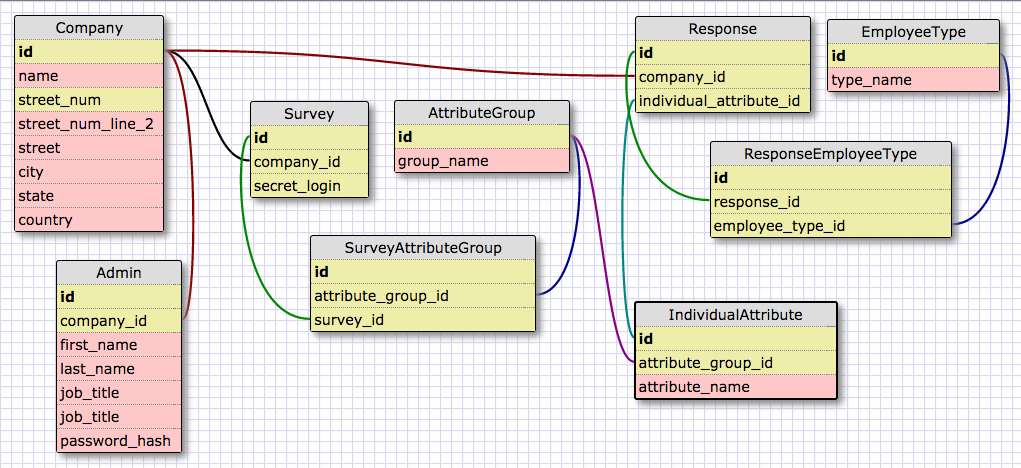 Company
id
name
street_num
street_num_line_2
street
city
state
country
Admin
id
company_id
first_name
last_name
job_title
job_title
password_hash
Survey
id
company_id
secret_login
AttributeGroup
id
group_name
SurveyAttributeGroup
id
attribute_group_id
survey_id
Response
id
company_id
individual_attribute_id
EmployeeType
id
type_name
ResponseEmployeeType
id
response_id
employee_type_id
IndividualAttribute
id
attribute_group_id
attribute_name